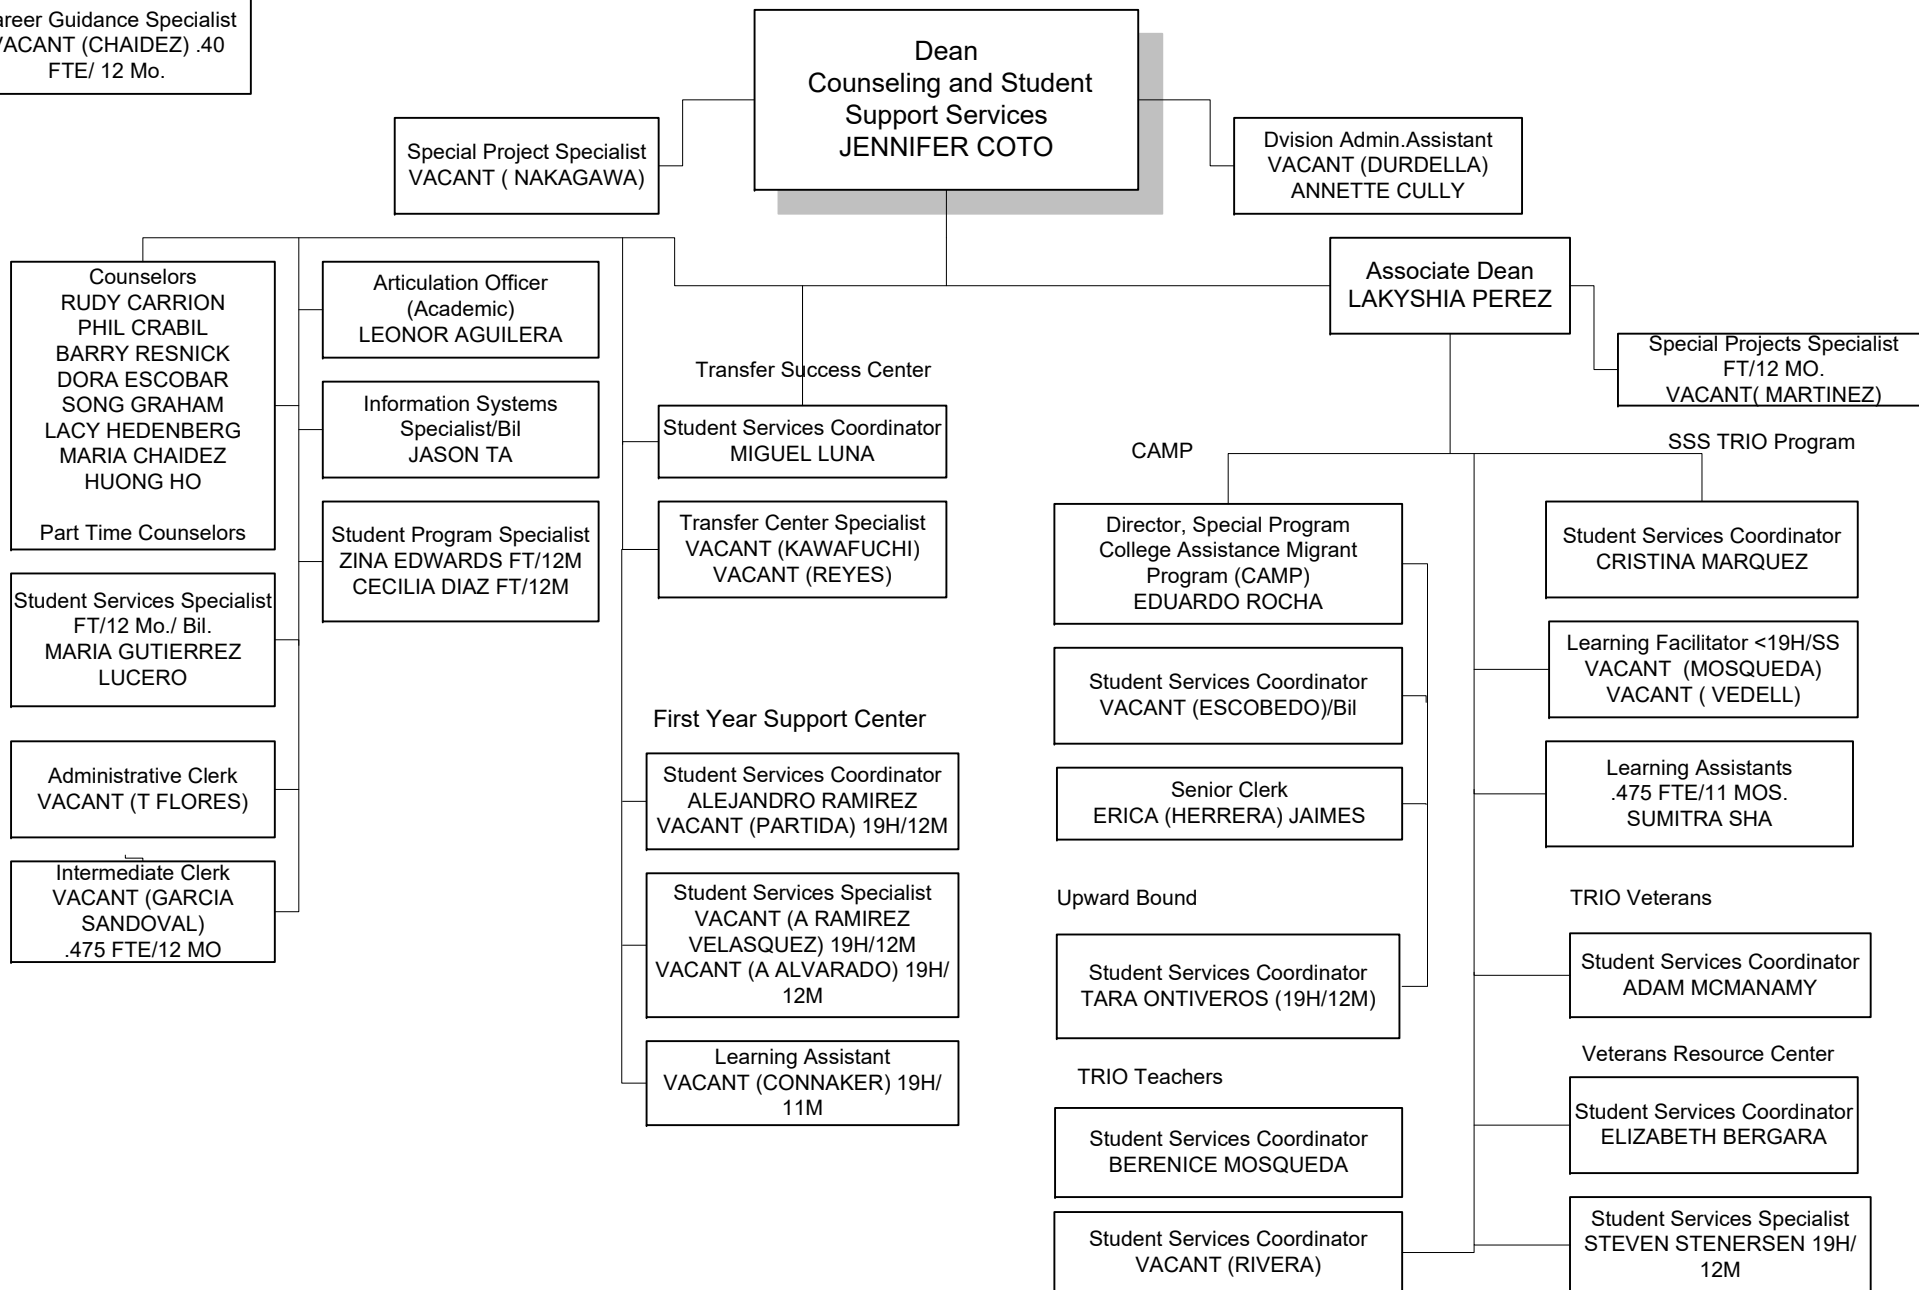 areer Guidance Specialist
VACANT (CHAIDEZ) .40
FTE/ 12 Mo.
Dean
Counseling and Student
Support Services
JENNIFER COTO
Special Project Specialist
VACANT ( NAKAGAWA)
Dvision Admin.Assistant
VACANT (DURDELLA)
ANNETTE CULLY
Counselors
RUDY CARRION
PHIL CRABIL
BARRY RESNICK
DORA ESCOBAR
SONG GRAHAM
LACY HEDENBERG
MARIA CHAIDEZ
HUONG HO
Part Time Counselors
Student Services Specialist
FT/12 Mo./ Bil.
MARIA GUTIERREZ
LUCERO
Administrative Clerk
VACANT (T FLORES)
Intermediate Clerk
VACANT (GARCIA
SANDOVAL)
.475 FTE/12 MO
Articulation Officer
(Academic)
LEONOR AGUILERA
Information Systems
Specialist/Bil
JASON TA
Student Program Specialist
ZINA EDWARDS FT/12M
CECILIA DIAZ FT/12M
Transfer Success Center
Student Services Coordinator
MIGUEL LUNA
Transfer Center Specialist
VACANT (KAWAFUCHI)
VACANT (REYES)
First Year Support Center
Student Services Coordinator
ALEJANDRO RAMIREZ
VACANT (PARTIDA) 19H/12M
Student Services Specialist
VACANT (A RAMIREZ
VELASQUEZ) 19H/12M
VACANT (A ALVARADO) 19H/
12M
Learning Assistant
VACANT (CONNAKER) 19H/
11M
Associate Dean
LAKYSHIA PEREZ
Special Projects Specialist
FT/12 MO.
VACANT( MARTINEZ)
CAMP
Director, Special Program
College Assistance Migrant
Program (CAMP)
EDUARDO ROCHA
Student Services Coordinator
VACANT (ESCOBEDO)/Bil
Senior Clerk
ERICA (HERRERA) JAIMES
Upward Bound
Student Services Coordinator
TARA ONTIVEROS (19H/12M)
TRIO Teachers
Student Services Coordinator
BERENICE MOSQUEDA
Student Services Coordinator
VACANT (RIVERA)
SSS TRIO Program
Student Services Coordinator
CRISTINA MARQUEZ
Learning Facilitator <19H/SS
VACANT (MOSQUEDA)
VACANT ( VEDELL)
Learning Assistants
.475 FTE/11 MOS.
SUMITRA SHA
TRIO Veterans
Student Services Coordinator
ADAM MCMANAMY
Veterans Resource Center
Student Services Coordinator
ELIZABETH BERGARA
Student Services Specialist
STEVEN STENERSEN 19H/
12M